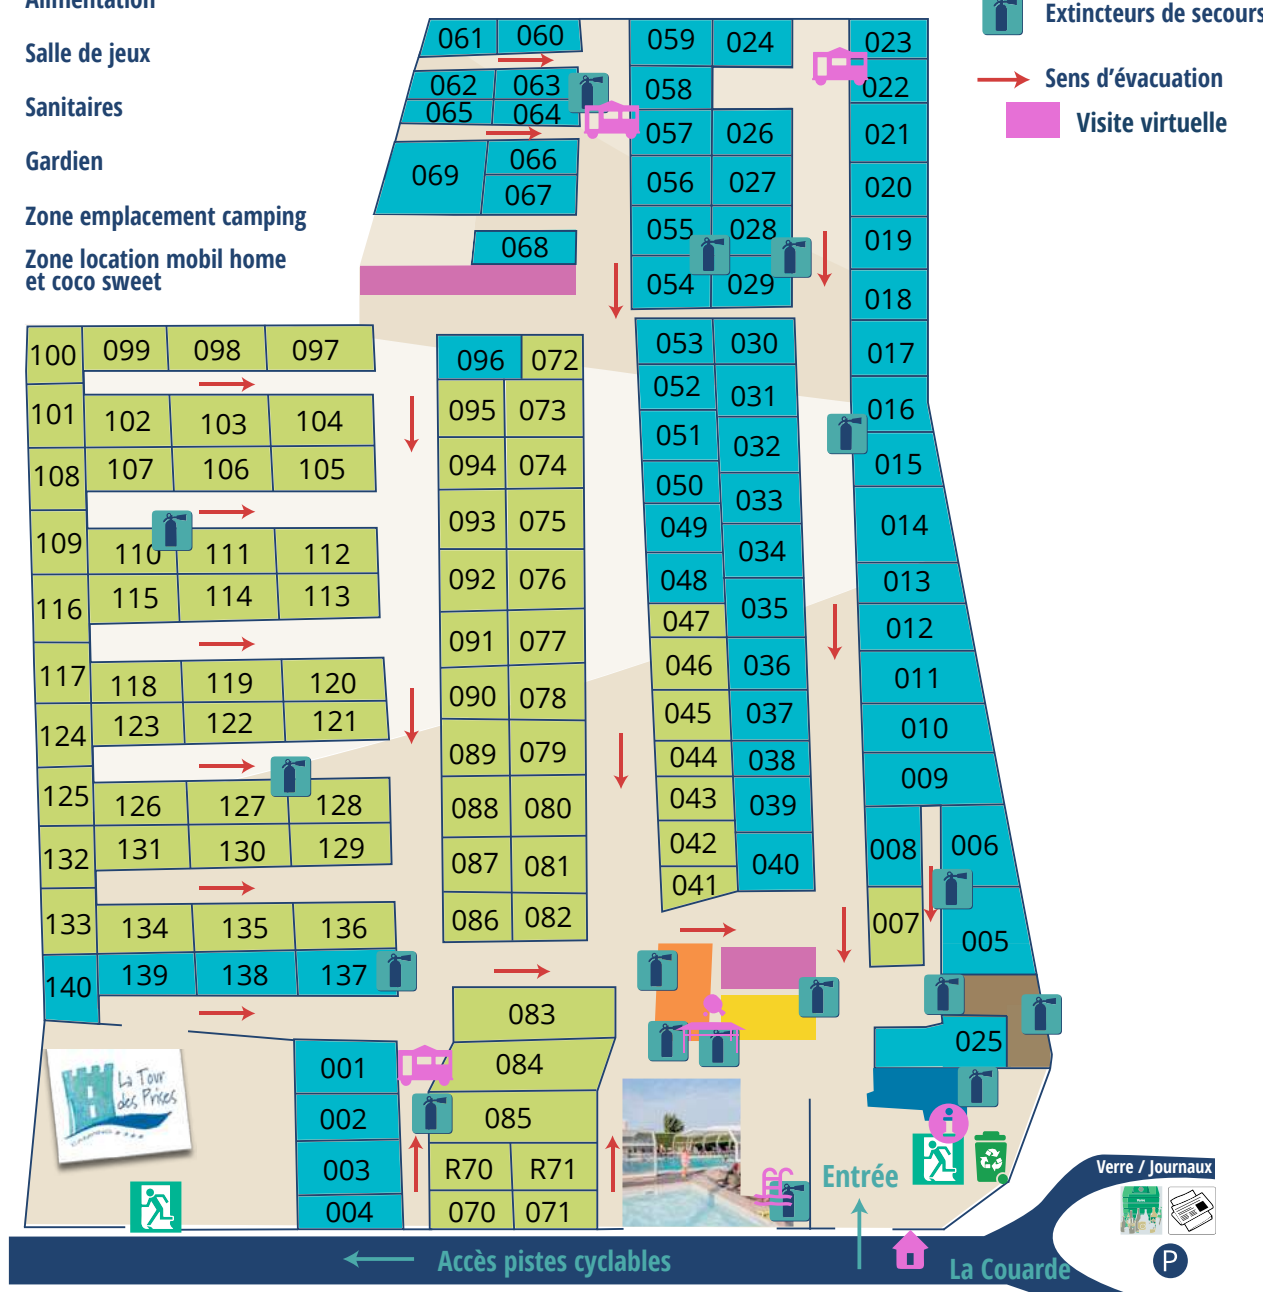 Alimentation
Salle de jeux
Sanitaires
Gardien
Zone emplacement camping
Zone location mobil home
et coco sweet
Extincteurs de secours
Sens d'évacuation
Visite virtuelle
061 060 059 024 023
062 063 058 022
065 064 057 026 021
069 066 056 027 020
067 055 028 019
068 054 029 018
100 099 098 097 096 072 053 030 017
101 102 103 104 095 073 052 031 016
108 107 106 105 094 074 051 032 015
050 033
109 110 111 112 093 075 049 034 014
116 115 114 113 092 076 048 035 013
047 012
117 118 119 120 091 077 046 036 011
124 123 122 121 090 078 045 037 010
125 126 127 128 089 079 044 038 009
132 131 130 129 088 080 043 039
087 081 042 040 008 006
133 134 135 136 086 082 041 007 005
140 139 138 137
083 025
001 084
002 085
003 R70 R71
004 070 071
La Tour
des Prises
CAMPING
Entrée
Verre / Journaux
P
Accès pistes cyclables
La Couarde